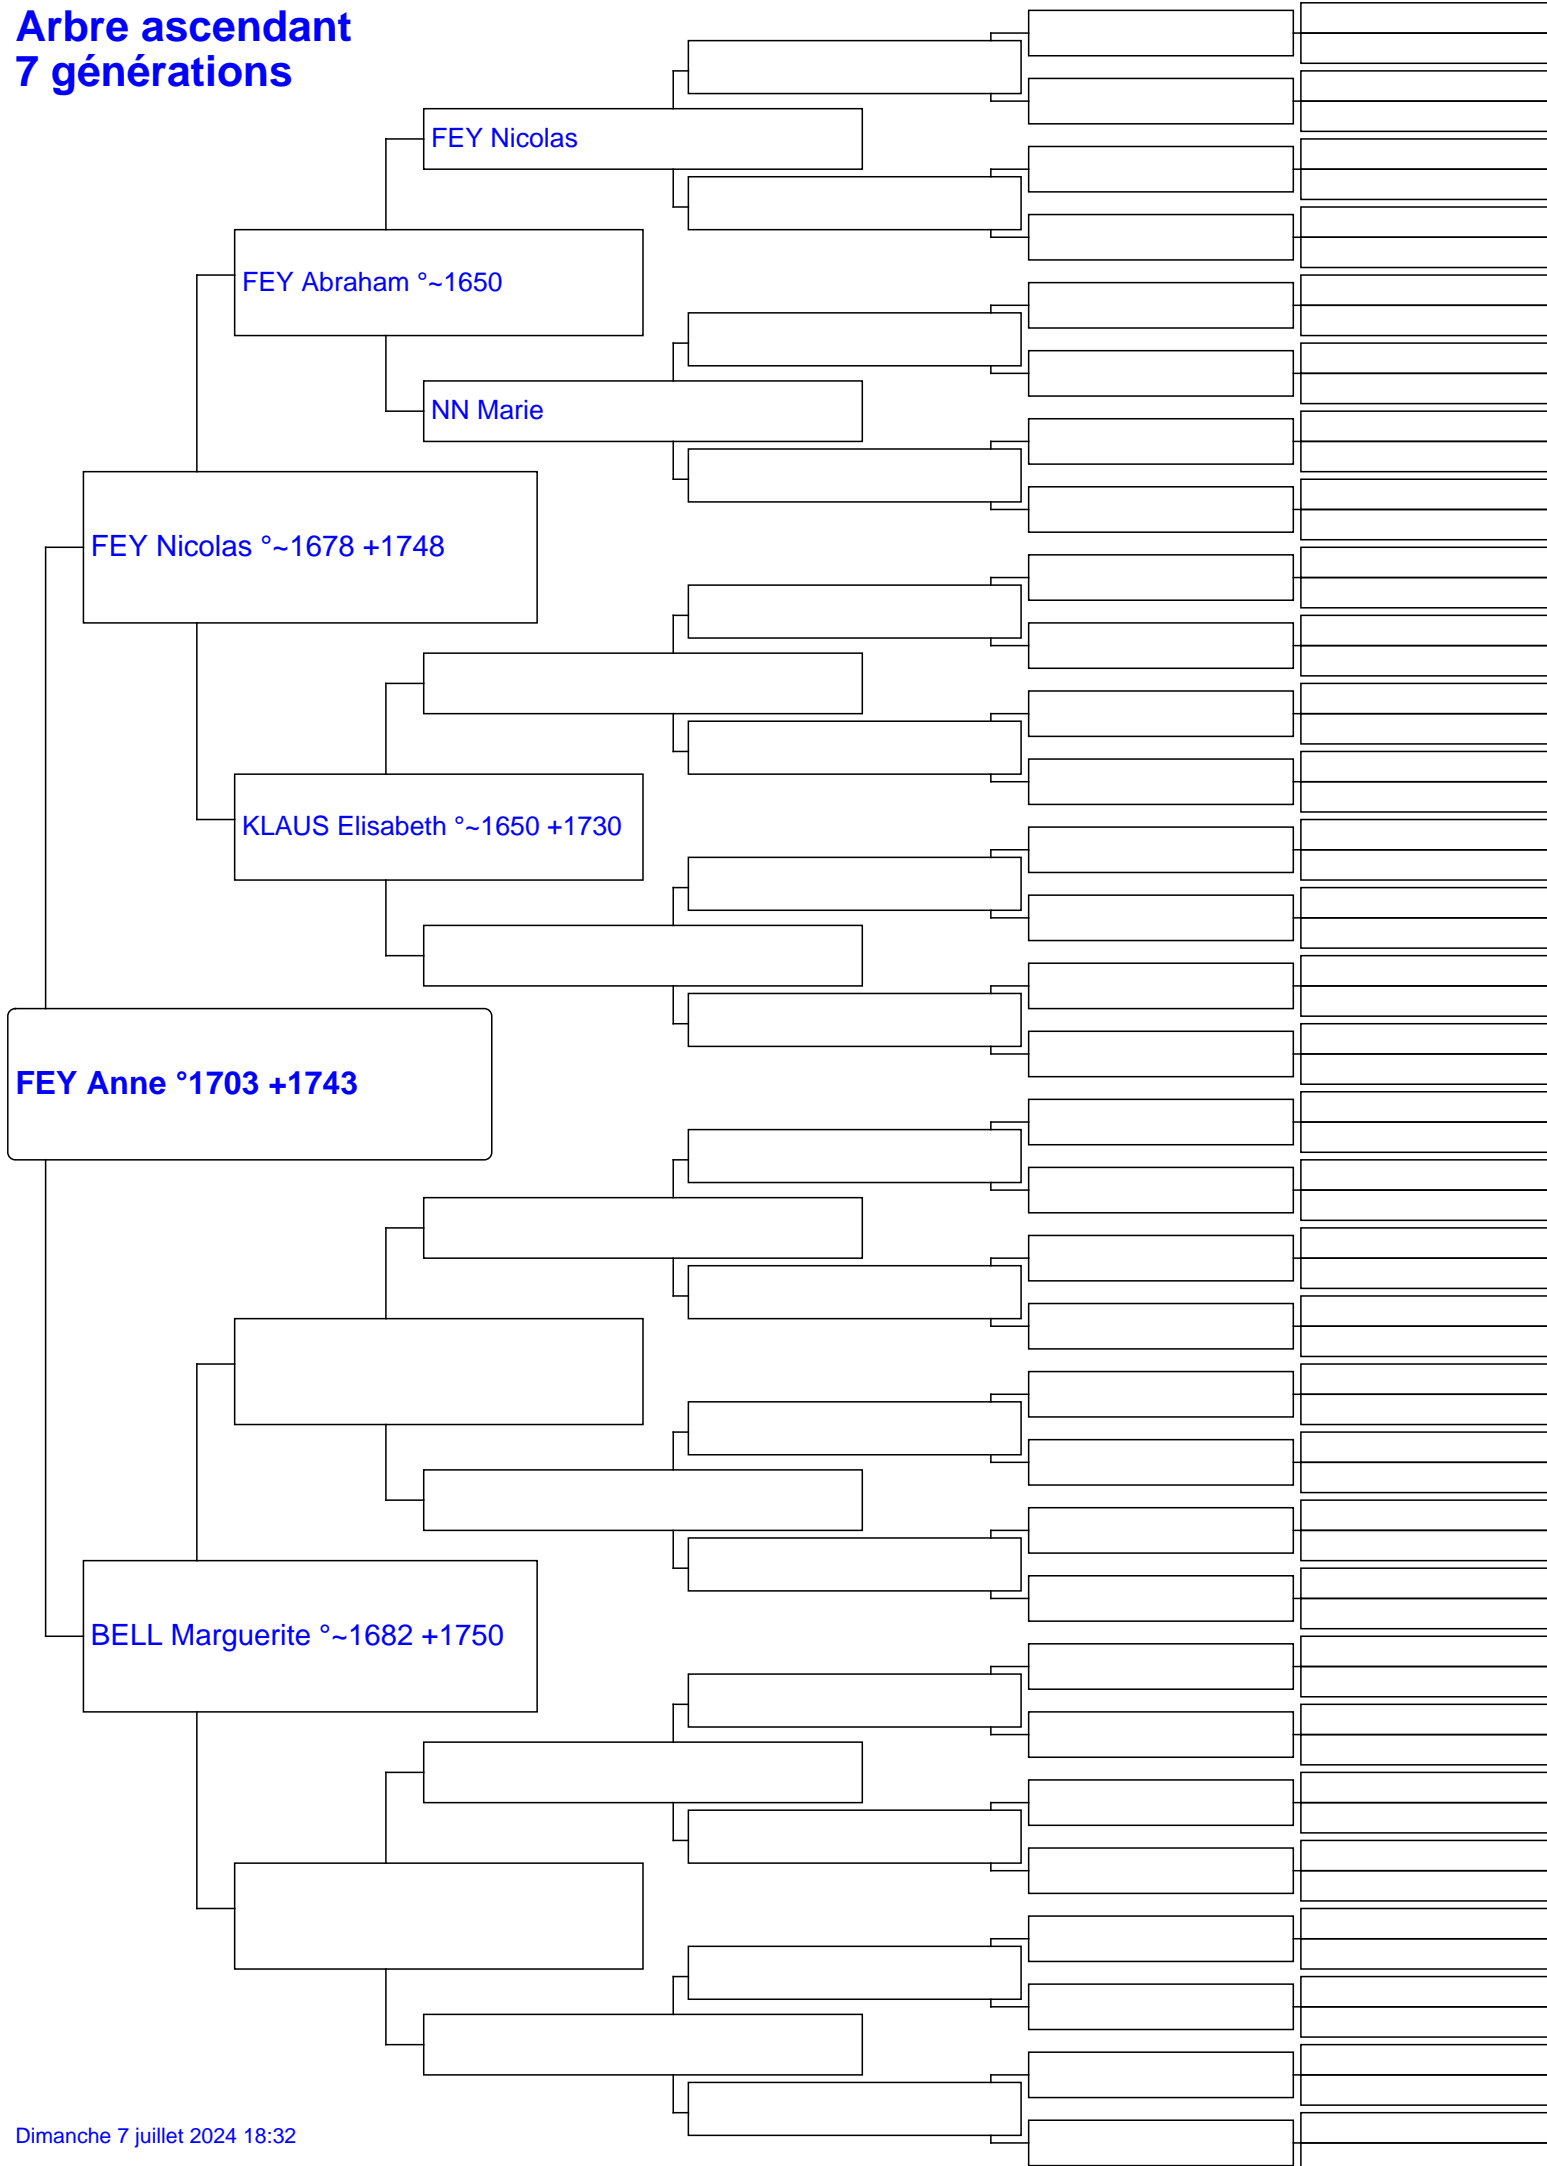 Arbre ascendant
7 générations
FEY Nicolas
FEY Abraham °~1650
NN Marie
FEY Nicolas °~1678 +1748
KLAUS Elisabeth °~1650 +1730
FEY Anne °1703 +1743
BELL Marguerite °~1682 +1750
Dimanche 7 juillet 2024 18:32